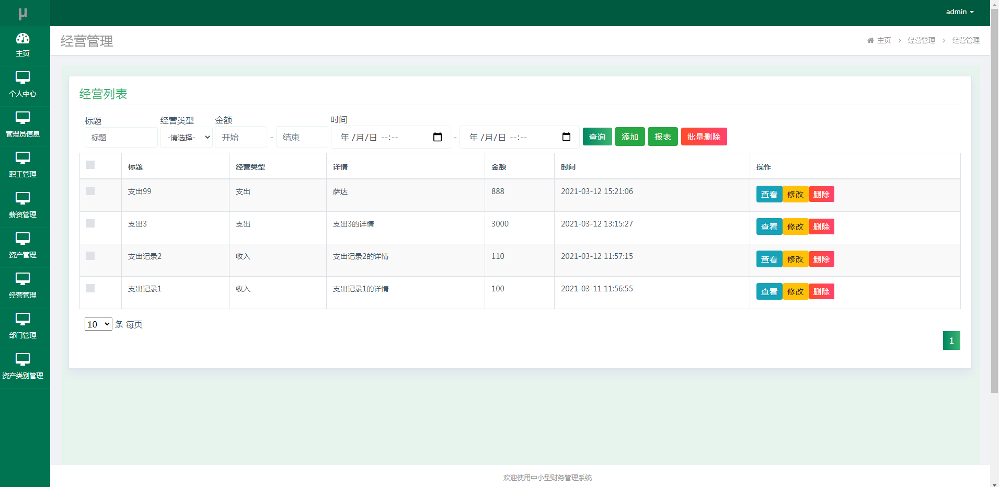 µ
admin
主页
个人中心
管理员信息
职工管理
薪资管理
资产管理
经营管理
部门管理
资产类别管理
经营管理
主页 > 经营管理 > 经营管理
经营列表
标题 经营类型 金额 时间
标题 -请选择- 开始 - 结束 年 /月/日 --:-- - 年 /月/日 --:-- 查询 添加 报表 批量删除
标题 经营类型 详情 金额 时间 操作
支出99 支出 萨达 888 2021-03-12 15:21:06 查看 修改 删除
支出3 支出 支出3的详情 3000 2021-03-12 13:15:27 查看 修改 删除
支出记录2 收入 支出记录2的详情 110 2021-03-12 11:57:15 查看 修改 删除
支出记录1 收入 支出记录1的详情 100 2021-03-11 11:56:55 查看 修改 删除
10 条 每页
1
欢迎使用中小型财务管理系统